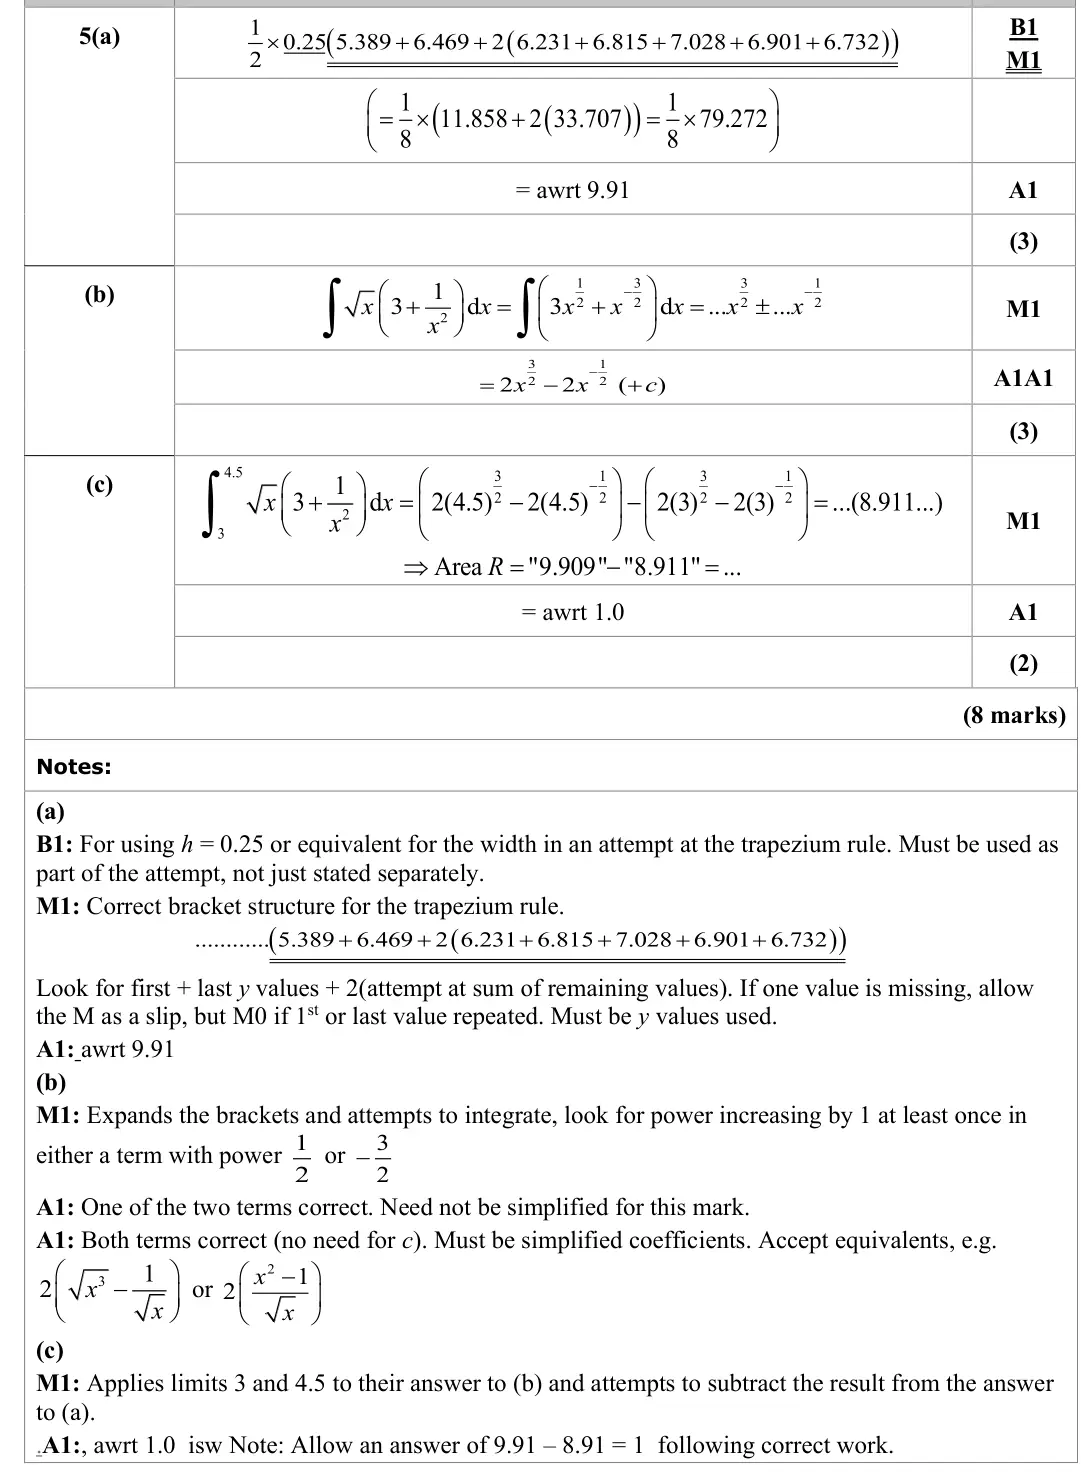 5(a) 1/2 × 0.25(5.389 + 6.469 + 2(6.231 + 6.815 + 7.028 + 6.901 + 6.732)) B1
M1
(= 1/8 × (11.858 + 2(33.707)) = 1/8 × 79.272)
= awrt 9.91 A1
(3)
(b) ∫ √x (3 + 1/x²) dx = ∫ (3x^(1/2) + x^(−3/2)) dx = ...x^(3/2) ± ...x^(−1/2) M1
= 2x^(3/2) − 2x^(−1/2) (+c) A1A1
(3)
(c) ∫₃^4.5 √x (3 + 1/x²) dx = (2(4.5)^(3/2) − 2(4.5)^(−1/2)) − (2(3)^(3/2) − 2(3)^(−1/2)) = ...(8.911...) M1
⇒ Area R = "9.909"−"8.911" = ...
= awrt 1.0 A1
(2)
(8 marks)
Notes:
(a)
B1: For using h = 0.25 or equivalent for the width in an attempt at the trapezium rule. Must be used as
part of the attempt, not just stated separately.
M1: Correct bracket structure for the trapezium rule.
............(5.389 + 6.469 + 2(6.231 + 6.815 + 7.028 + 6.901 + 6.732))
Look for first + last y values + 2(attempt at sum of remaining values). If one value is missing, allow
the M as a slip, but M0 if 1st or last value repeated. Must be y values used.
A1: awrt 9.91
(b)
M1: Expands the brackets and attempts to integrate, look for power increasing by 1 at least once in
either a term with power 1/2 or −3/2
A1: One of the two terms correct. Need not be simplified for this mark.
A1: Both terms correct (no need for c). Must be simplified coefficients. Accept equivalents, e.g.
2(√x³ − 1/√x) or 2((x² − 1)/√x)
(c)
M1: Applies limits 3 and 4.5 to their answer to (b) and attempts to subtract the result from the answer
to (a).
.A1:, awrt 1.0 isw Note: Allow an answer of 9.91 – 8.91 = 1 following correct work.